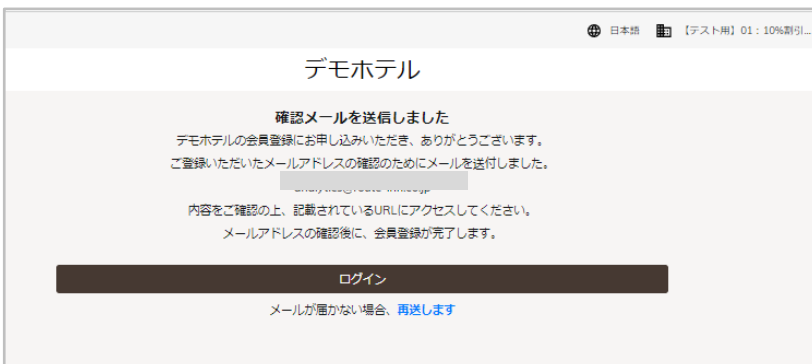 日本語 【テスト用】01:10%割引...
デモホテル
確認メールを送信しました
デモホテルの会員登録にお申し込みいただき、ありがとうございます。
ご登録いただいたメールアドレスの確認のためにメールを送付しました。
内容をご確認の上、記載されているURLにアクセスしてください。
メールアドレスの確認後に、会員登録が完了します。
ログイン
メールが届かない場合、再送します